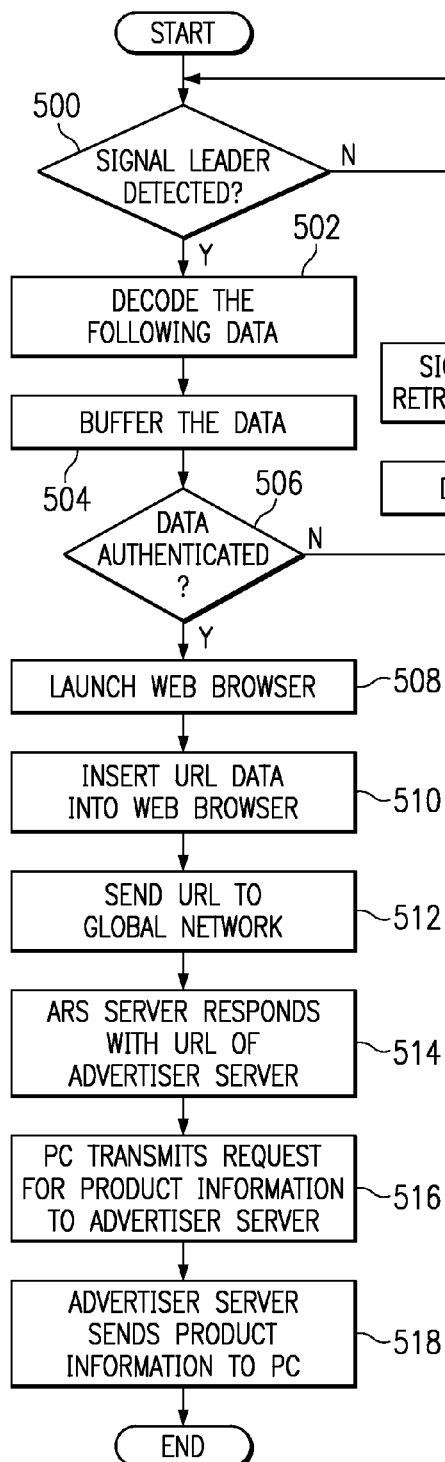 START
500
SIGNAL LEADER
DETECTED?
N
Y
502
DECODE THE
FOLLOWING DATA
BUFFER THE DATA
504
506
DATA
AUTHENTICATED
?
N
Y
LAUNCH WEB BROWSER
508
INSERT URL DATA
INTO WEB BROWSER
510
SEND URL TO
GLOBAL NETWORK
512
ARS SERVER RESPONDS
WITH URL OF
ADVERTISER SERVER
514
PC TRANSMITS REQUEST
FOR PRODUCT INFORMATION
TO ADVERTISER SERVER
516
ADVERTISER SERVER
SENDS PRODUCT
INFORMATION TO PC
518
END